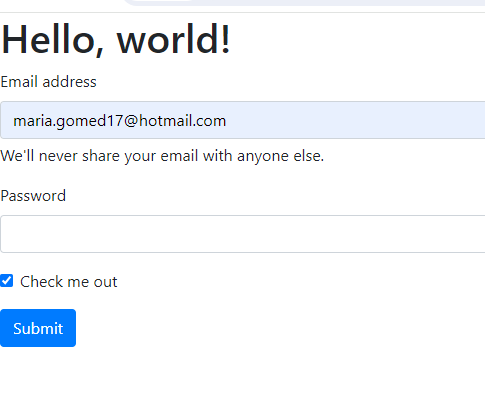 Hello, world!
Email address
maria.gomed17@hotmail.com
We'll never share your email with anyone else.
Password
Check me out
Submit